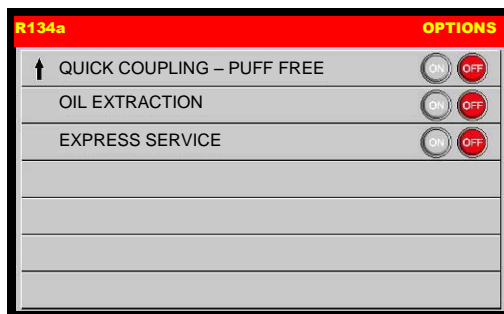 R134a OPTIONS
QUICK COUPLING – PUFF FREE ON OFF
OIL EXTRACTION ON OFF
EXPRESS SERVICE ON OFF